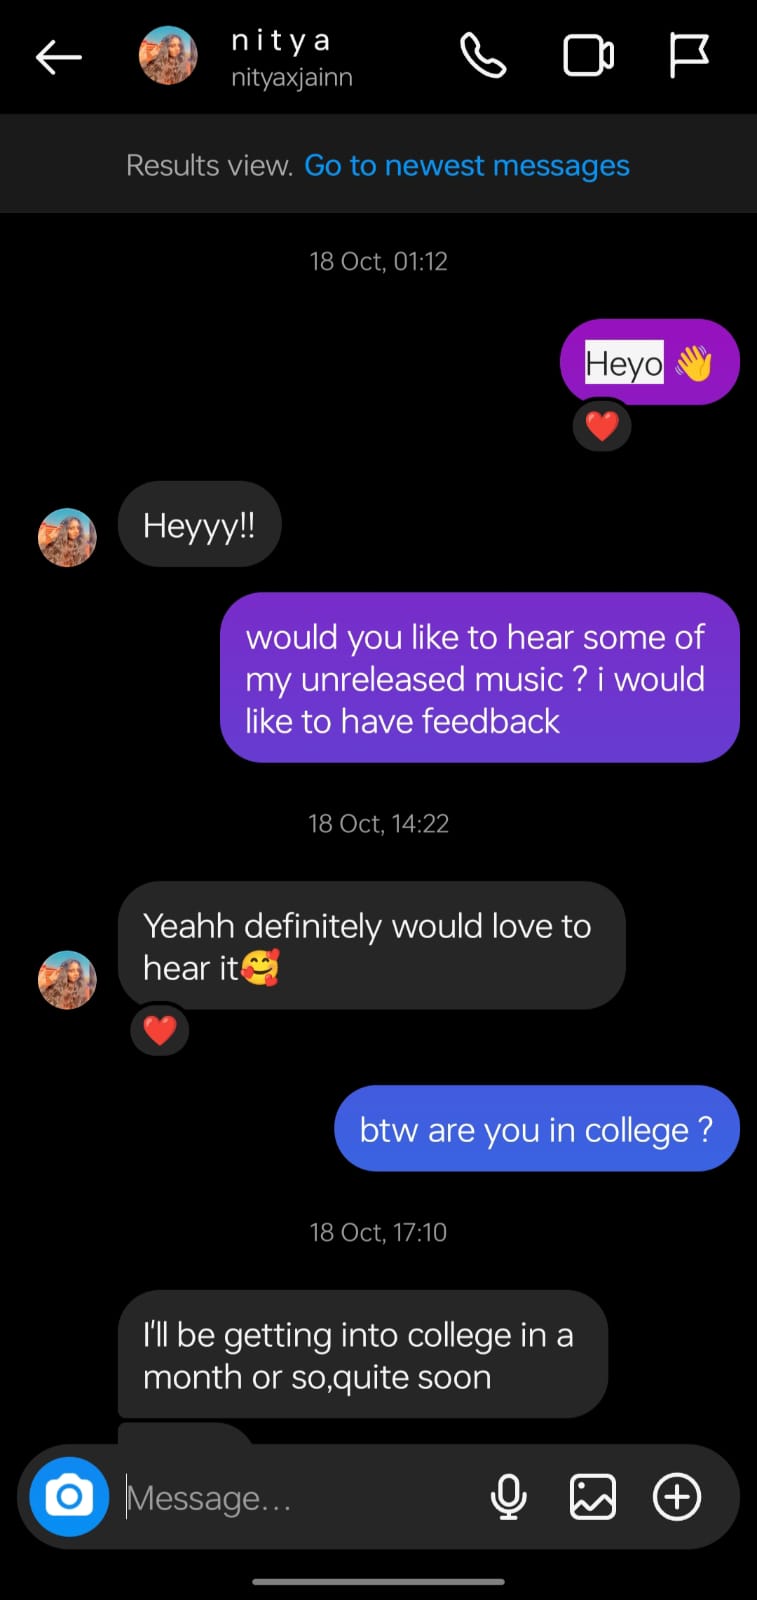 n i t y a
nityaxjainn
Results view. Go to newest messages
18 Oct, 01:12
Heyo 👋
Heyyy!!
would you like to hear some of
my unreleased music ? i would
like to have feedback
18 Oct, 14:22
Yeahh definitely would love to
hear it🥰
btw are you in college ?
18 Oct, 17:10
I'll be getting into college in a
month or so,quite soon
Message...